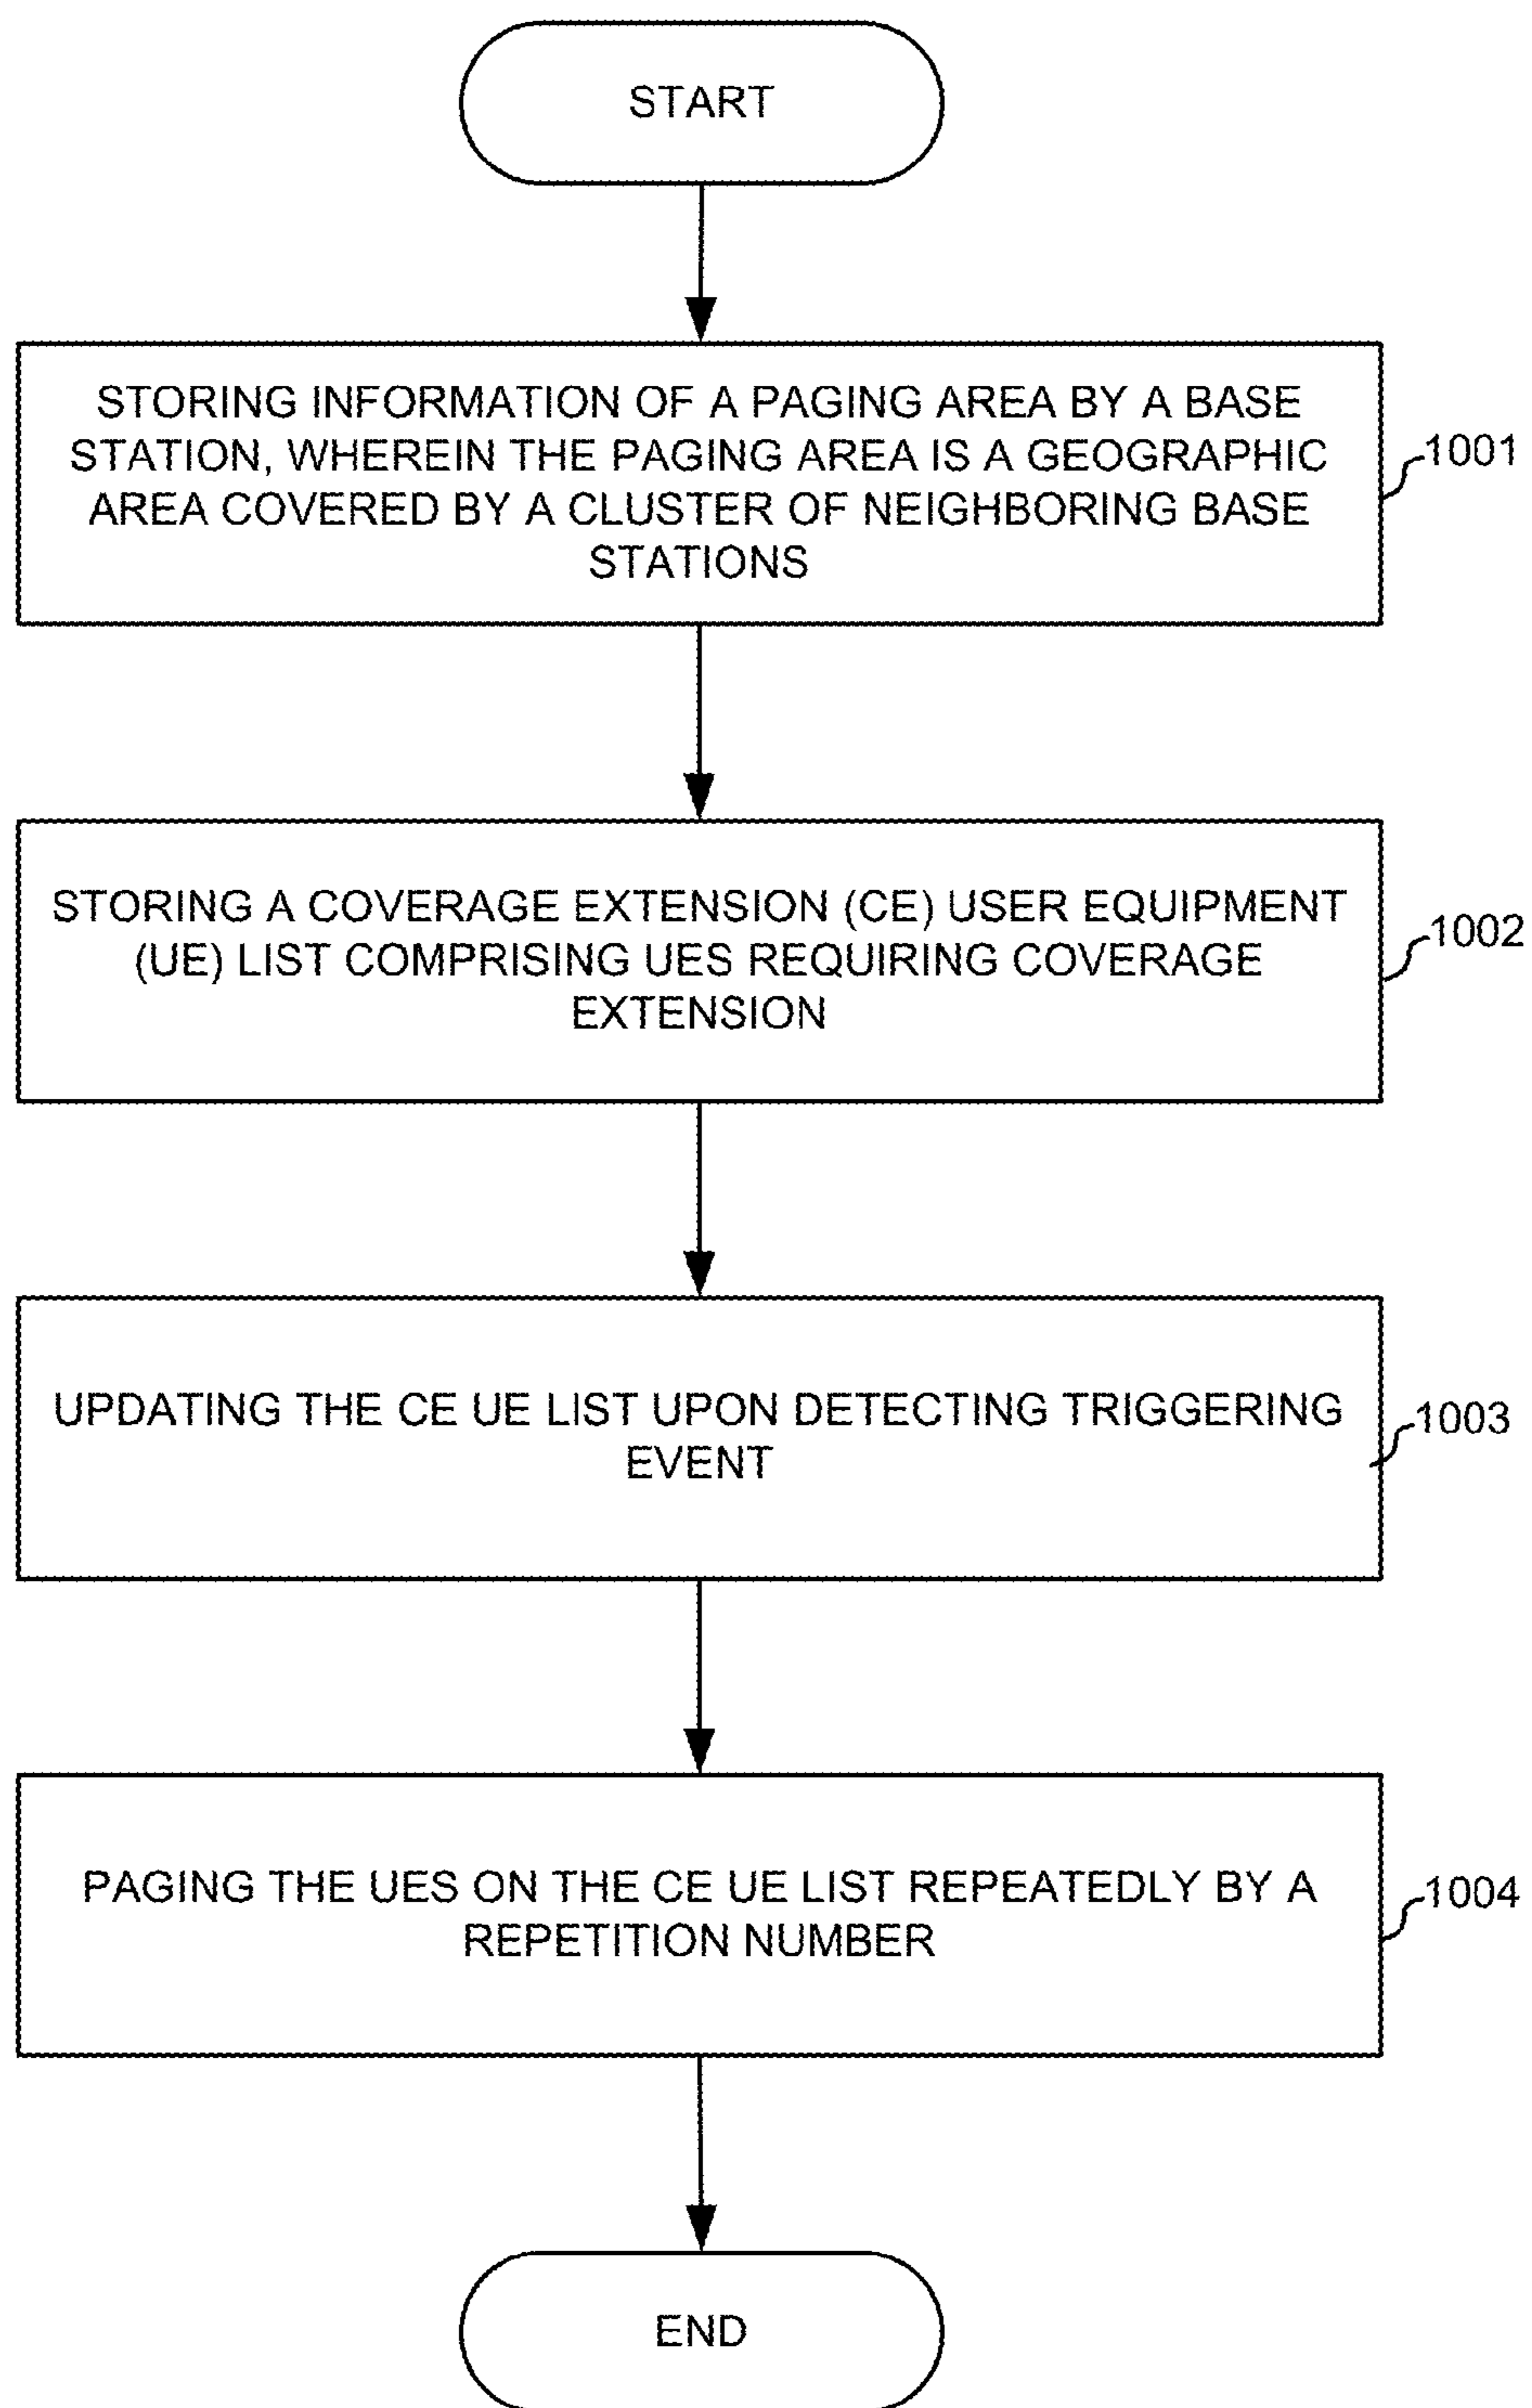 START
STORING INFORMATION OF A PAGING AREA BY A BASE
STATION, WHEREIN THE PAGING AREA IS A GEOGRAPHIC
AREA COVERED BY A CLUSTER OF NEIGHBORING BASE
STATIONS
1001
STORING A COVERAGE EXTENSION (CE) USER EQUIPMENT
(UE) LIST COMPRISING UES REQUIRING COVERAGE
EXTENSION
1002
UPDATING THE CE UE LIST UPON DETECTING TRIGGERING
EVENT
1003
PAGING THE UES ON THE CE UE LIST REPEATEDLY BY A
REPETITION NUMBER
1004
END